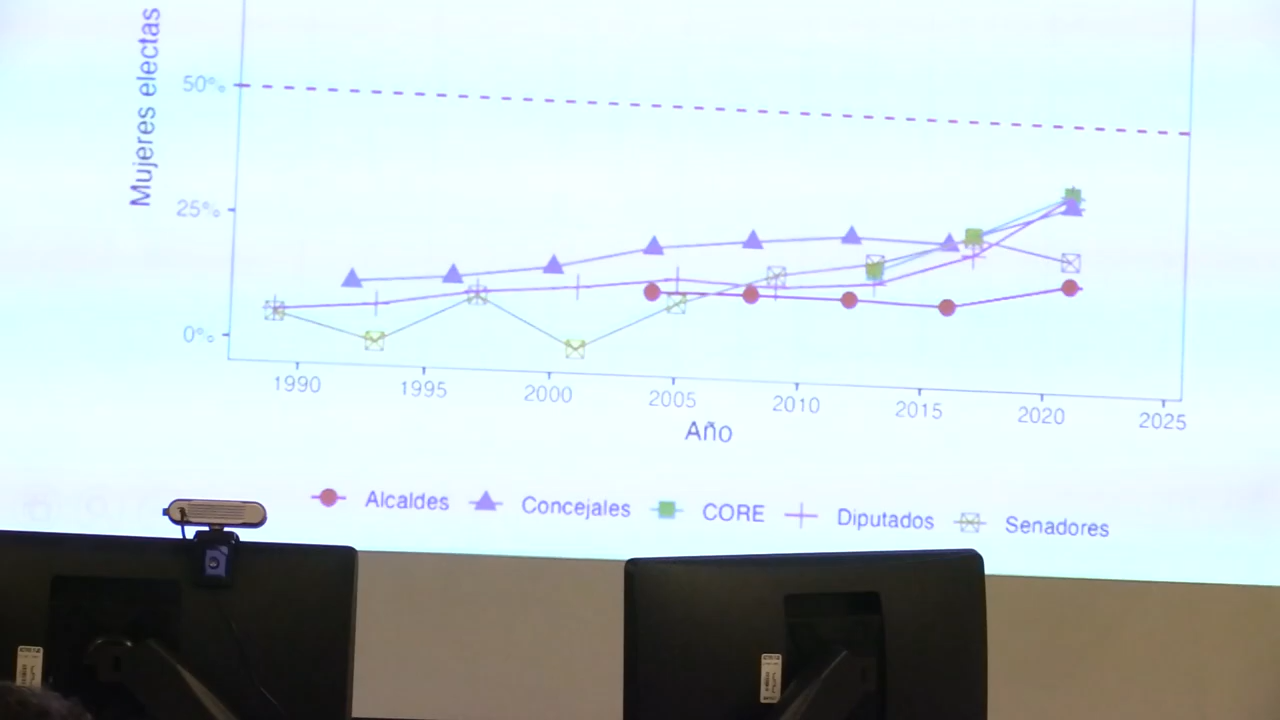 Mujeres electas
50%
25%
0%
1990 1995 2000 2005 2010 2015 2020 2025
Año
Alcaldes Concejales CORE Diputados Senadores